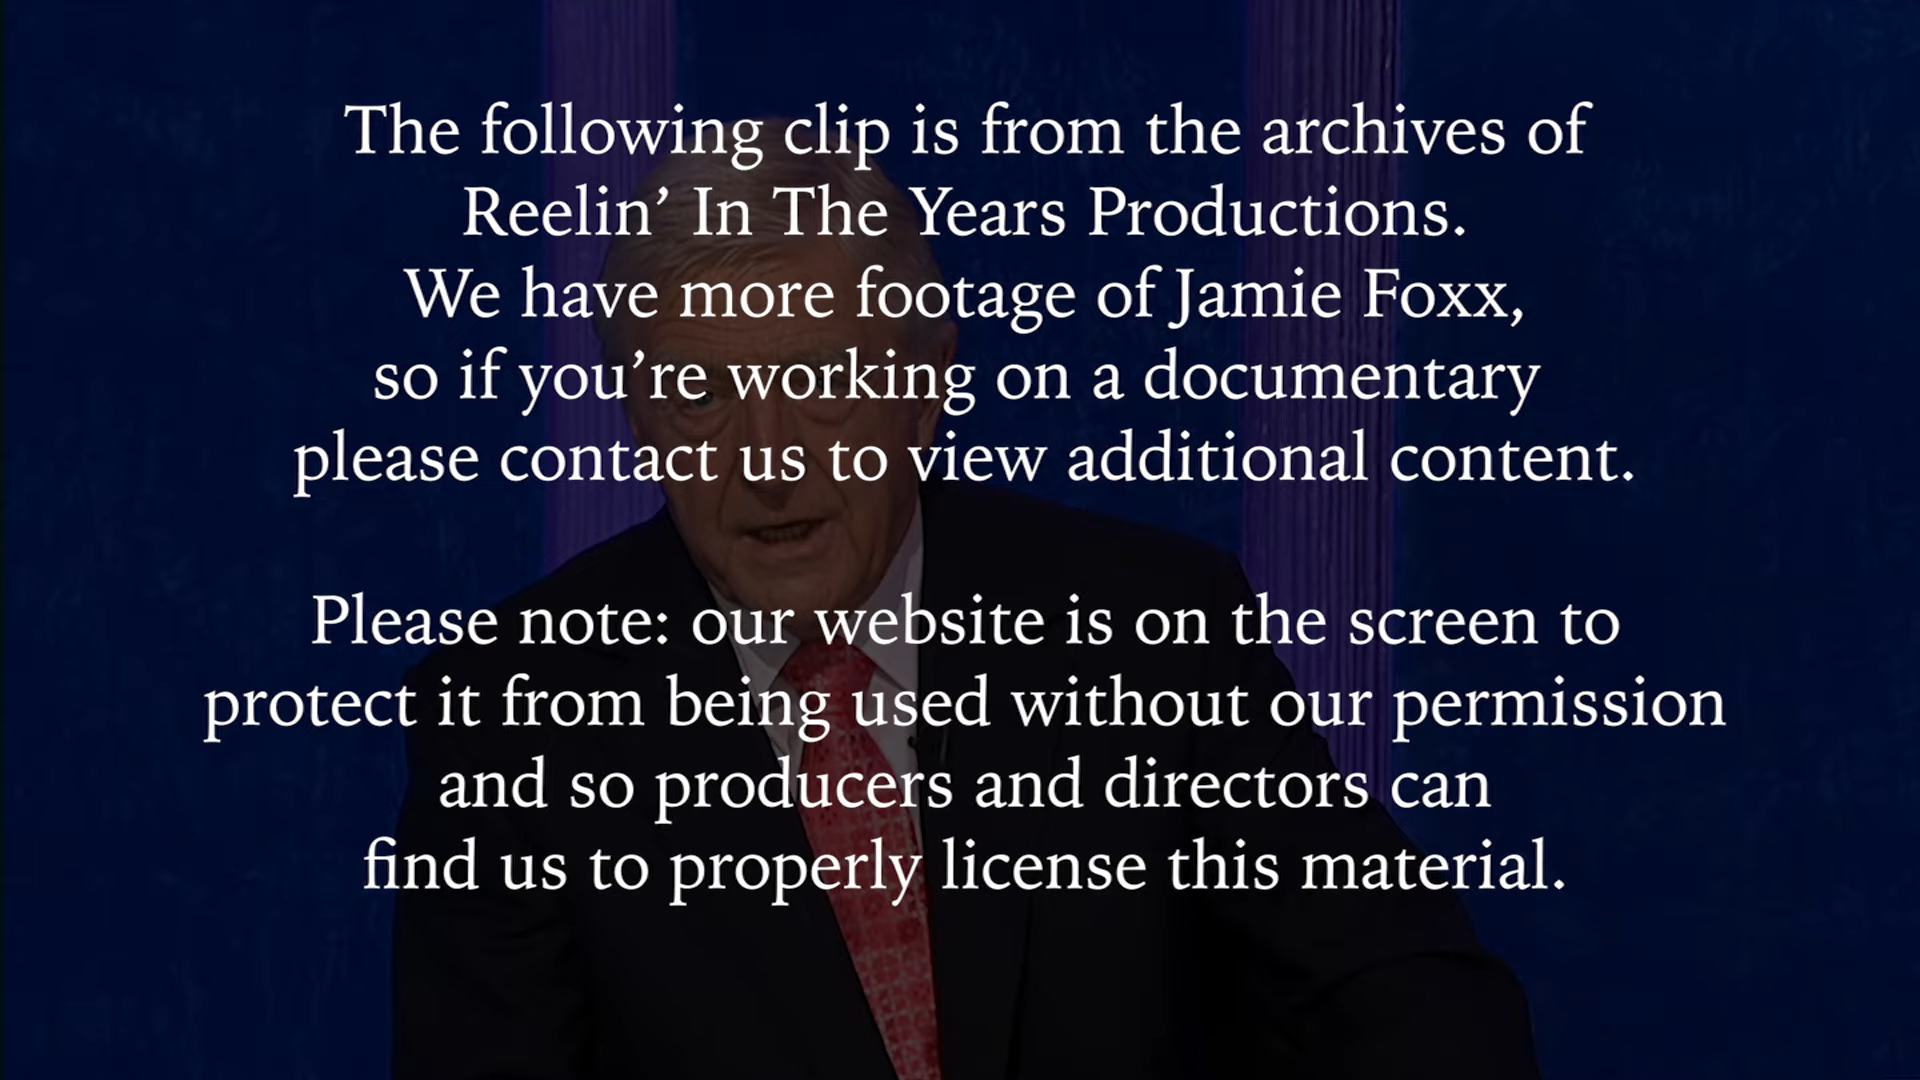 The following clip is from the archives of
Reelin’ In The Years Productions.
We have more footage of Jamie Foxx,
so if you’re working on a documentary
please contact us to view additional content.
Please note: our website is on the screen to
protect it from being used without our permission
and so producers and directors can
find us to properly license this material.